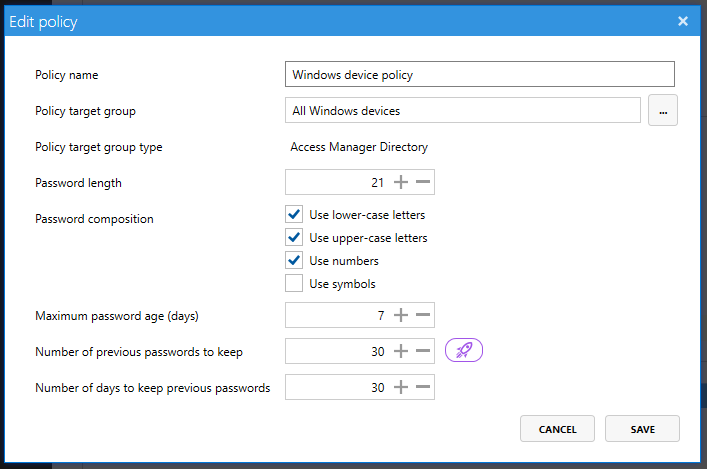 Edit policy
Policy name
Windows device policy
Policy target group
All Windows devices
...
Policy target group type
Access Manager Directory
Password length
21
Password composition
Use lower-case letters
Use upper-case letters
Use numbers
Use symbols
Maximum password age (days)
7
Number of previous passwords to keep
30
Number of days to keep previous passwords
30
CANCEL
SAVE